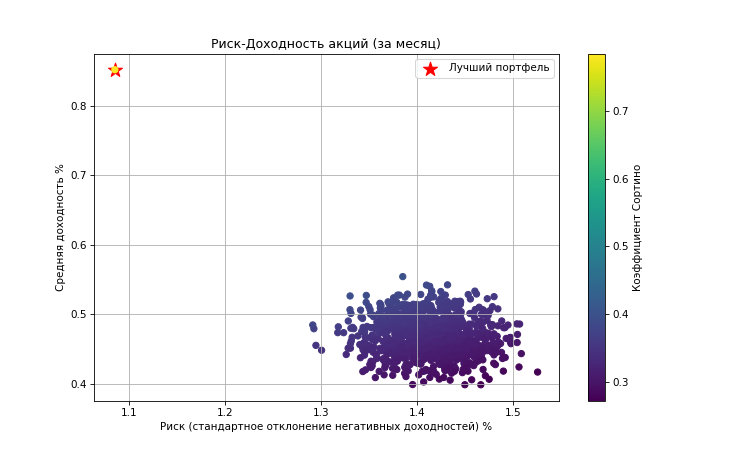 Риск-Доходность акций (за месяц)
Лучший портфель
0.8
0.7
0.6
0.5
0.4
Средняя доходность %
1.1 1.2 1.3 1.4 1.5
Риск (стандартное отклонение негативных доходностей) %
0.7
0.6
0.5
0.4
0.3
Коэффициент Сортино